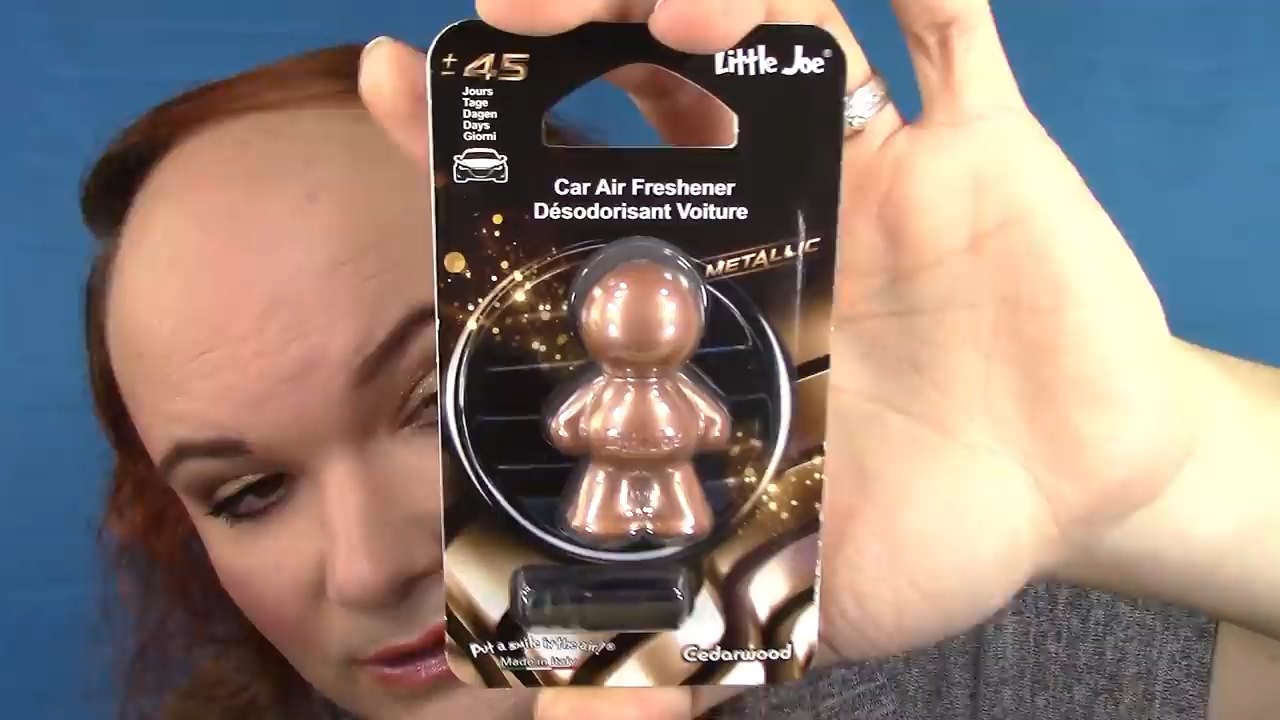 ± 45
Little Joe®
Jours
Tage
Dagen
Days
Giorni
Car Air Freshener
Désodorisant Voiture
METALLIC
Put a smile in the air!®
Made in Italy
Cedarwood